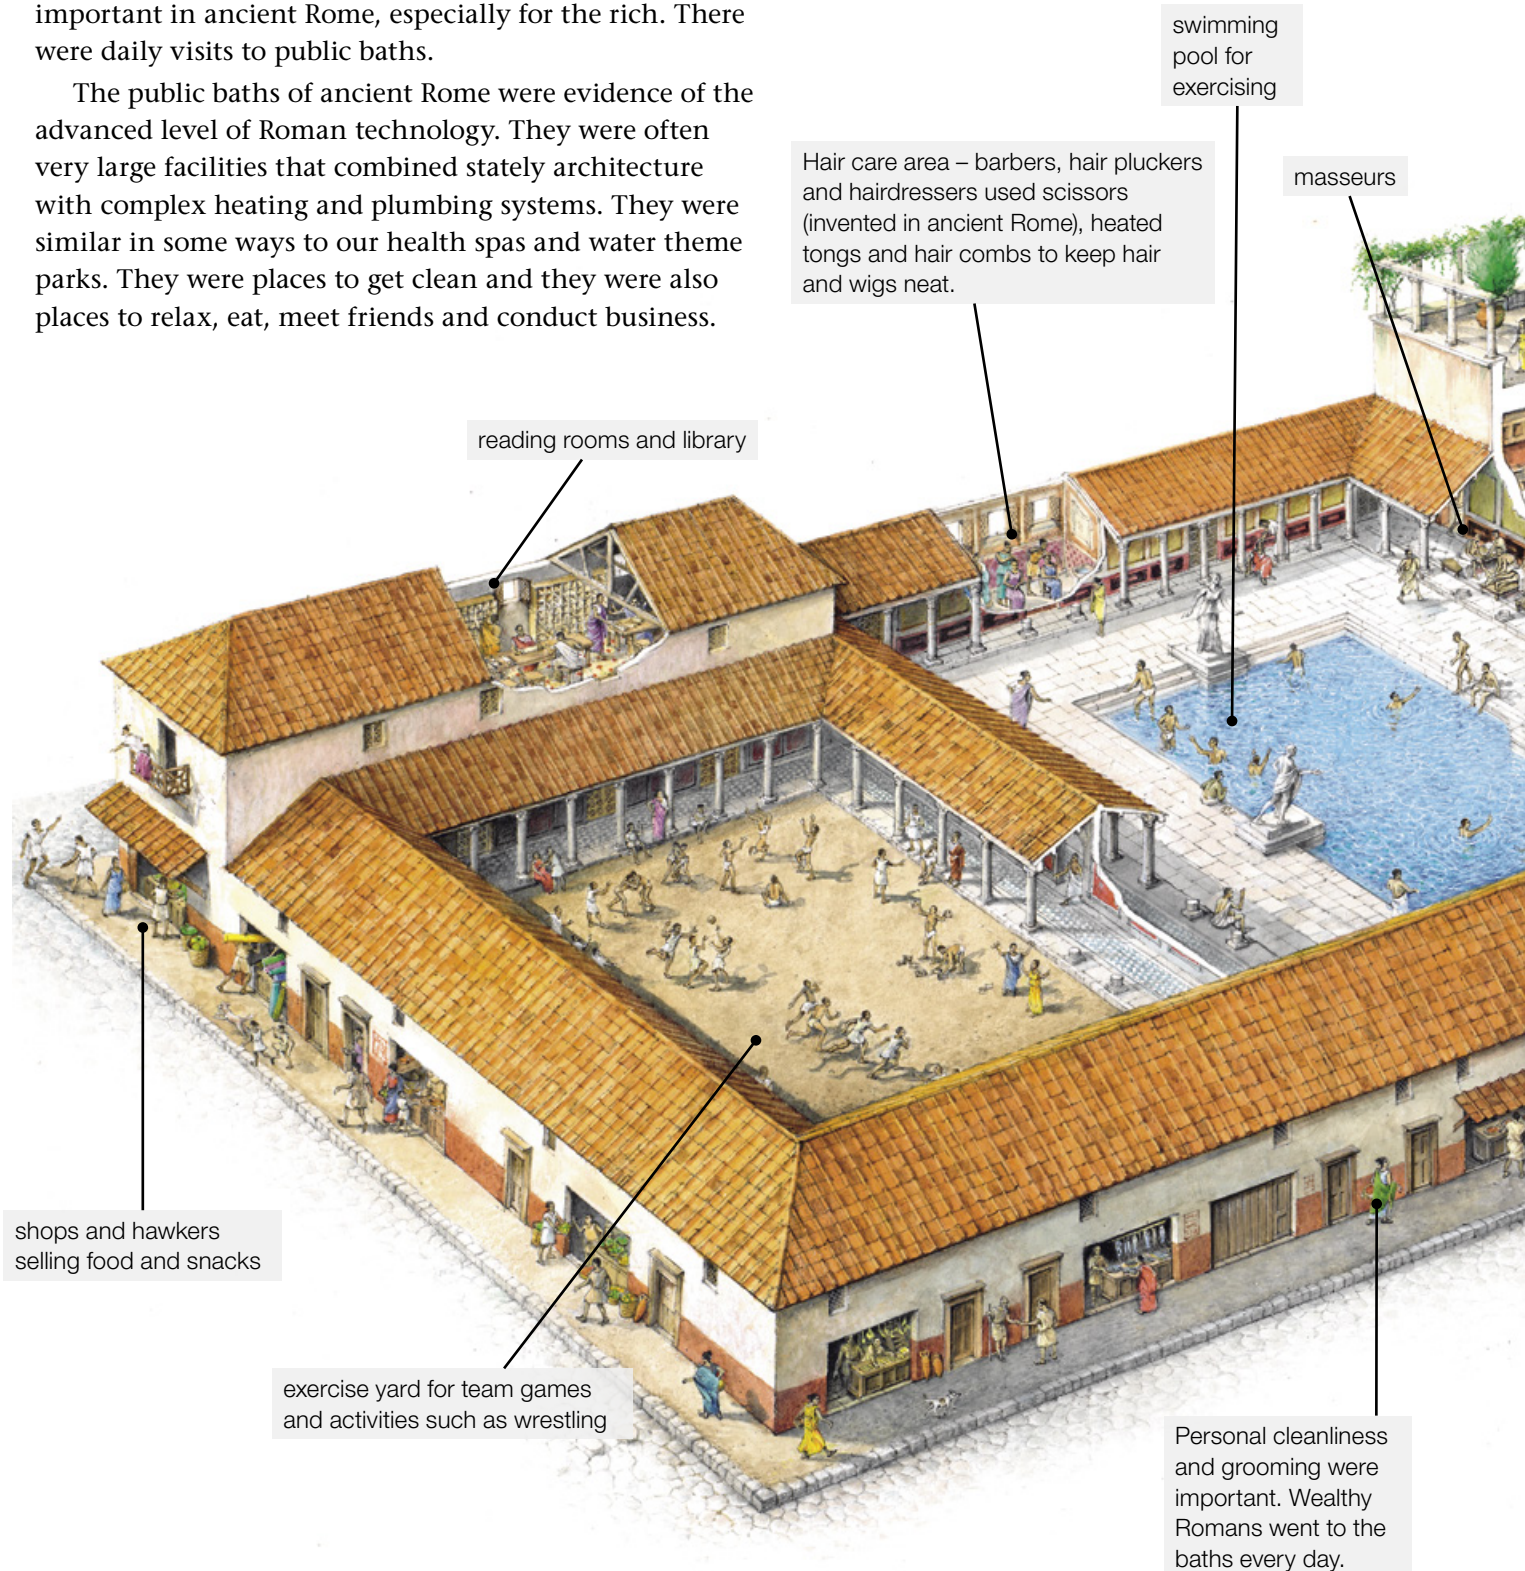 important in ancient Rome, especially for the rich. There
were daily visits to public baths.
The public baths of ancient Rome were evidence of the
advanced level of Roman technology. They were often
very large facilities that combined stately architecture
with complex heating and plumbing systems. They were
similar in some ways to our health spas and water theme
parks. They were places to get clean and they were also
places to relax, eat, meet friends and conduct business.
swimming
pool for
exercising
Hair care area – barbers, hair pluckers
and hairdressers used scissors
(invented in ancient Rome), heated
tongs and hair combs to keep hair
and wigs neat.
masseurs
reading rooms and library
shops and hawkers
selling food and snacks
exercise yard for team games
and activities such as wrestling
Personal cleanliness
and grooming were
important. Wealthy
Romans went to the
baths every day.